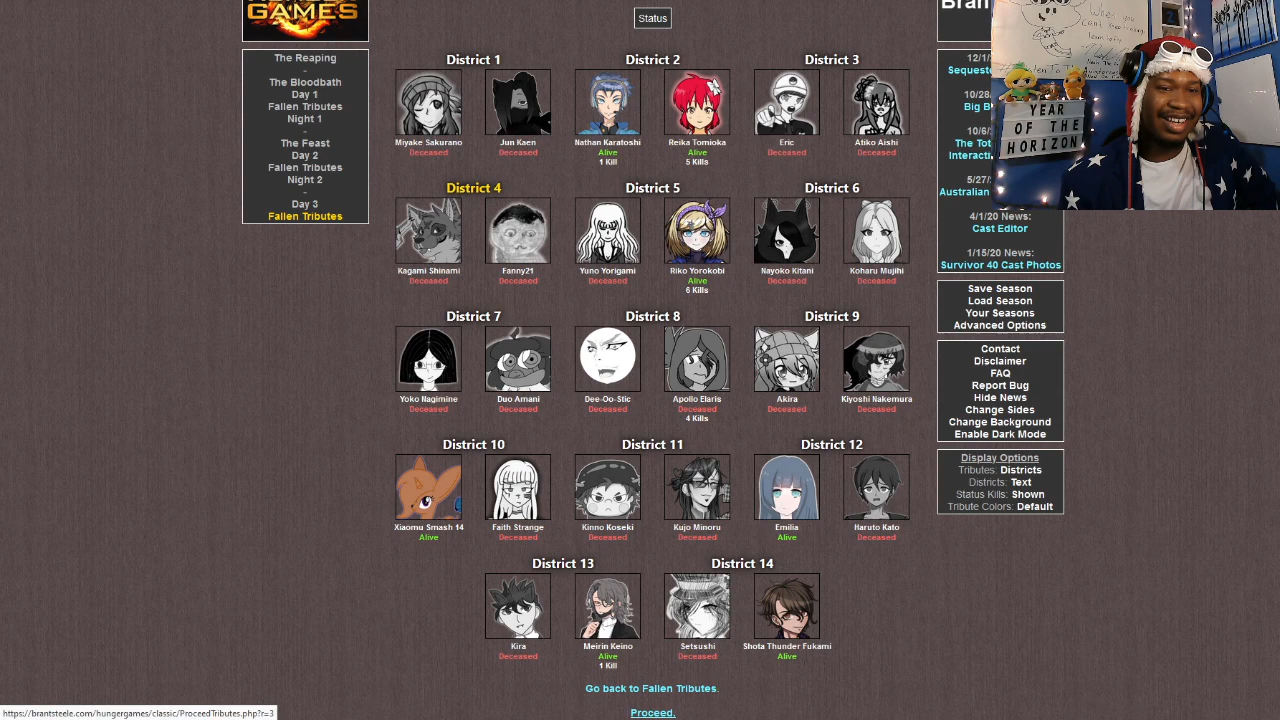 GAMES
Status
Bran
The Reaping
-
The Bloodbath
Day 1
Fallen Tributes
Night 1
-
The Feast
Day 2
Fallen Tributes
Night 2
-
Day 3
Fallen Tributes
District 1
District 2
District 3
Miyake Sakurano
Jun Kaen
Nathan Karatoshi
Reika Tomioka
Eric
Atiko Aishi
Deceased
Deceased
Alive
Alive
Deceased
Deceased
1 Kill
5 Kills
District 4
District 5
District 6
Kagami Shinami
Fanny21
Yuno Yorigami
Riko Yorokobi
Nayoko Kitani
Koharu Mujihi
Deceased
Deceased
Deceased
Alive
Deceased
Deceased
6 Kills
District 7
District 8
District 9
Yoko Nagimine
Duo Amani
Dee-Oo-Stic
Apollo Elaris
Akira
Kiyoshi Nakemura
Deceased
Deceased
Deceased
Deceased
Deceased
Deceased
4 Kills
District 10
District 11
District 12
Xiaomu Smash 14
Faith Strange
Kinno Koseki
Kujo Minoru
Emilia
Haruto Kato
Alive
Deceased
Deceased
Deceased
Alive
Deceased
District 13
District 14
Kira
Meirin Keino
Setsushi
Shota Thunder Fukami
Deceased
Alive
Deceased
Alive
1 Kill
Go back to Fallen Tributes.
Proceed.
12/1
Sequeste
10/28/
Big B
10/6/
The Tot
Interacti
5/27/
Australian
4/1/20 News:
Cast Editor
1/15/20 News:
Survivor 40 Cast Photos
Save Season
Load Season
Your Seasons
Advanced Options
Contact
Disclaimer
FAQ
Report Bug
Hide News
Change Sides
Change Background
Enable Dark Mode
Display Options
Tributes: Districts
Districts: Text
Status Kills: Shown
Tribute Colors: Default
YEAR
OF THE
HORIZON
When you
https://brantsteele.com/hungergames/classic/ProceedTributes.php?r=3